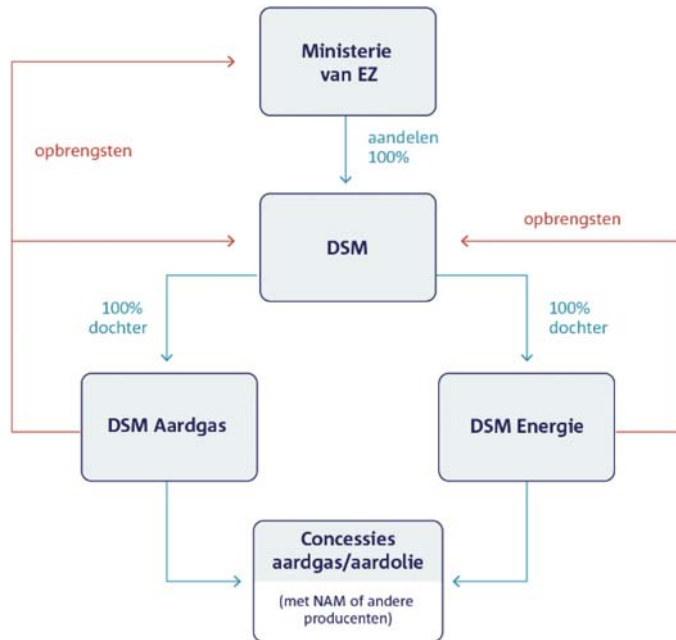 Ministerie
van EZ
aandelen
100%
opbrengsten
opbrengsten
DSM
100%
dochter
100%
dochter
DSM Aardgas
DSM Energie
Concessies
aardgas/aardolie
(met NAM of andere
producenten)